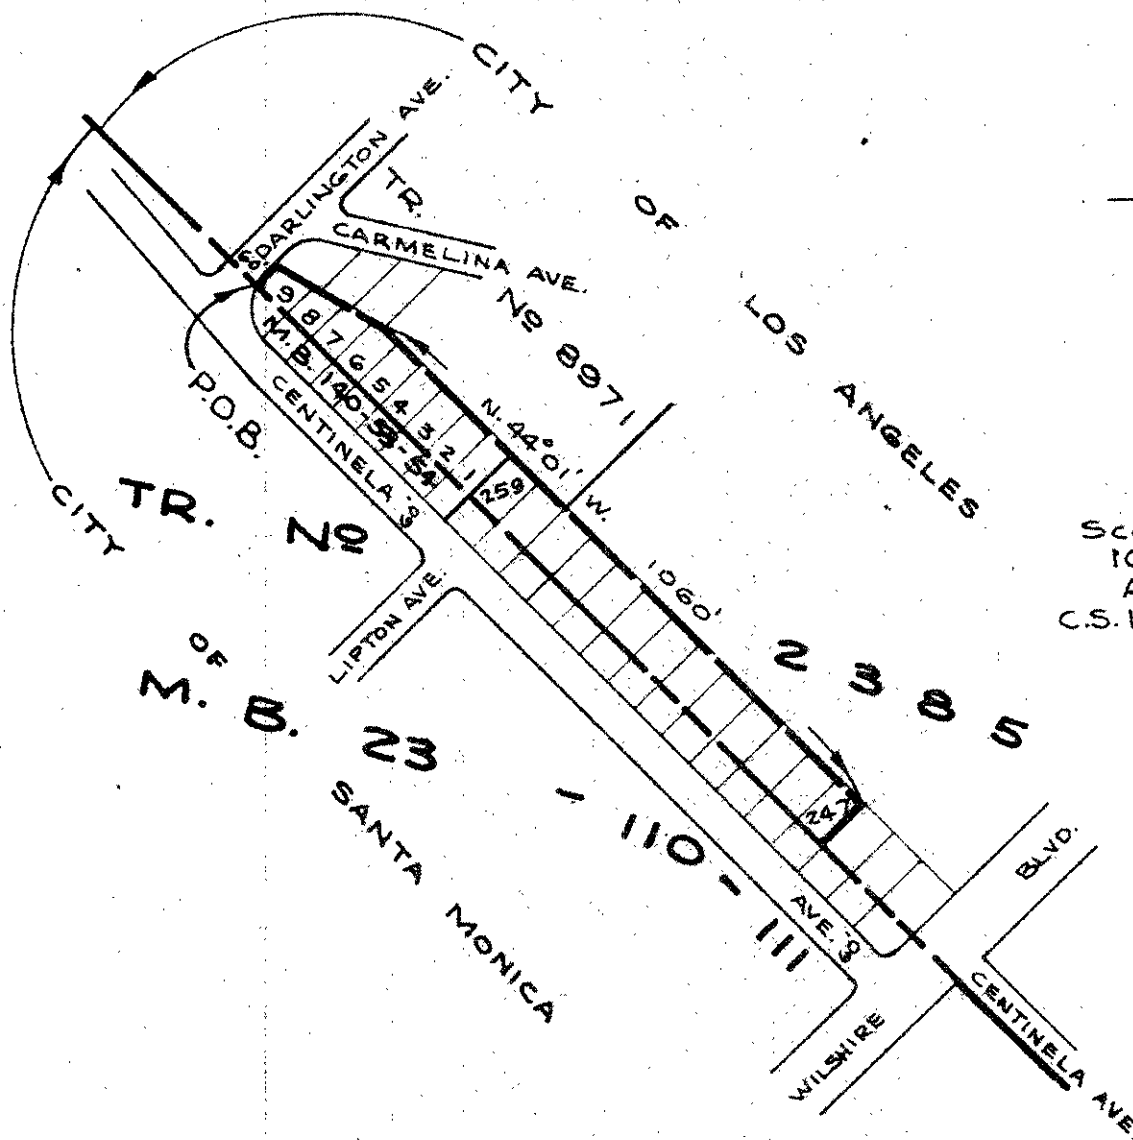 CITY
OF
LOS ANGELES
DARLINGTON AVE.
TR.
CARMELINA AVE.
Nº 8971
P.O.B.
9
8
7
6
5
4
3
2
1
M.B. 140-53-54
CENTINELA 60'
259
N. 44°01' W.
1060'
CITY
OF
SANTA MONICA
TR. Nº
2385
M. B. 23 - 110 - 111
LIPTON AVE.
247
AVE.
WILSHIRE
BLVD.
CENTINELA AVE
C.S.